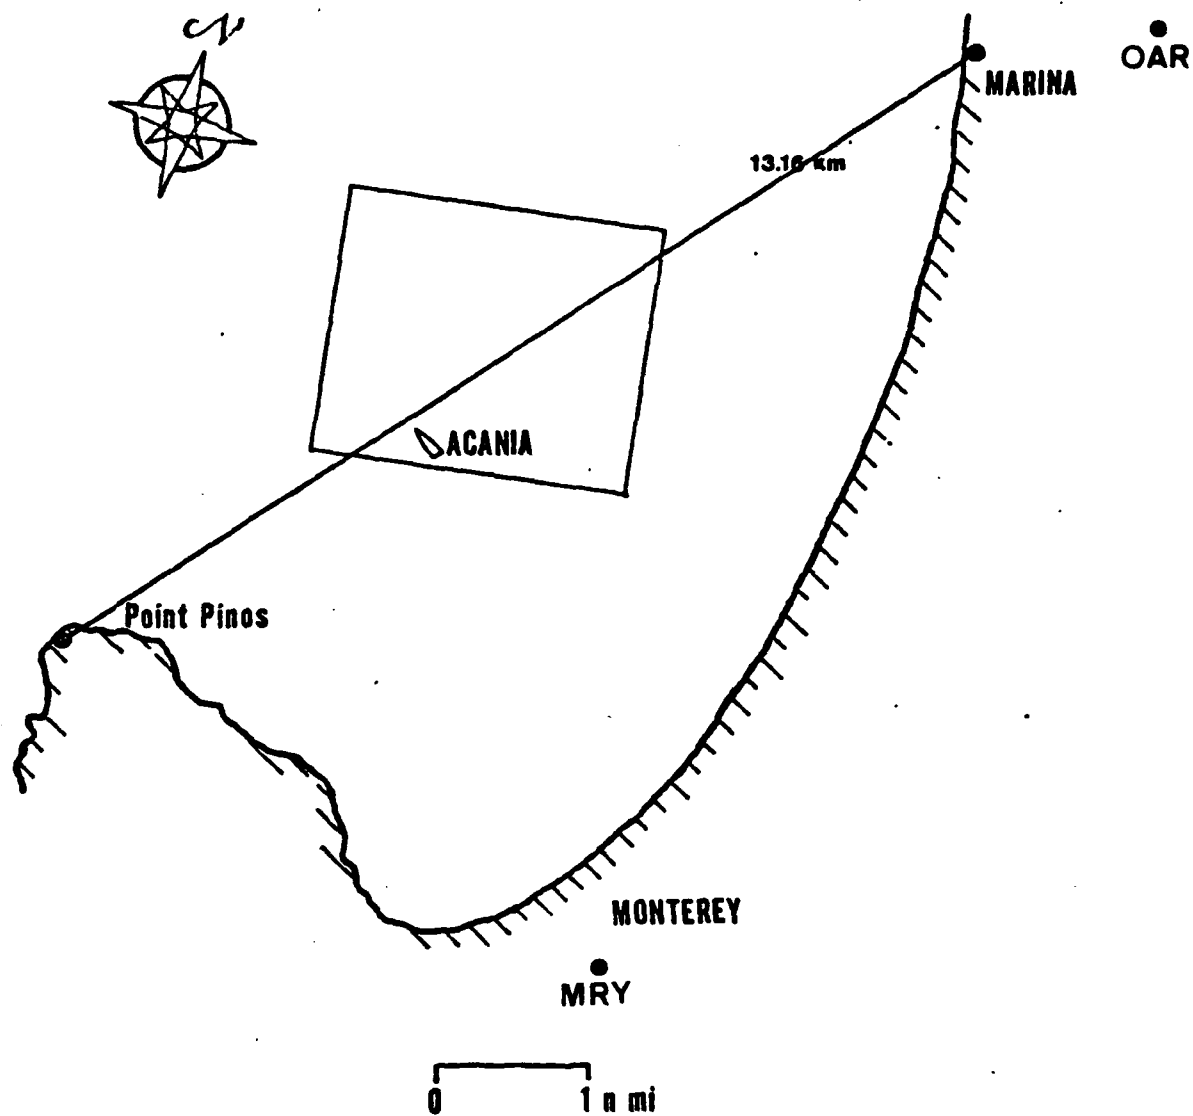 N
OAR
MARINA
13.16 Km
ACANIA
Point Pinos
MONTEREY
MRY
0 1 n mi